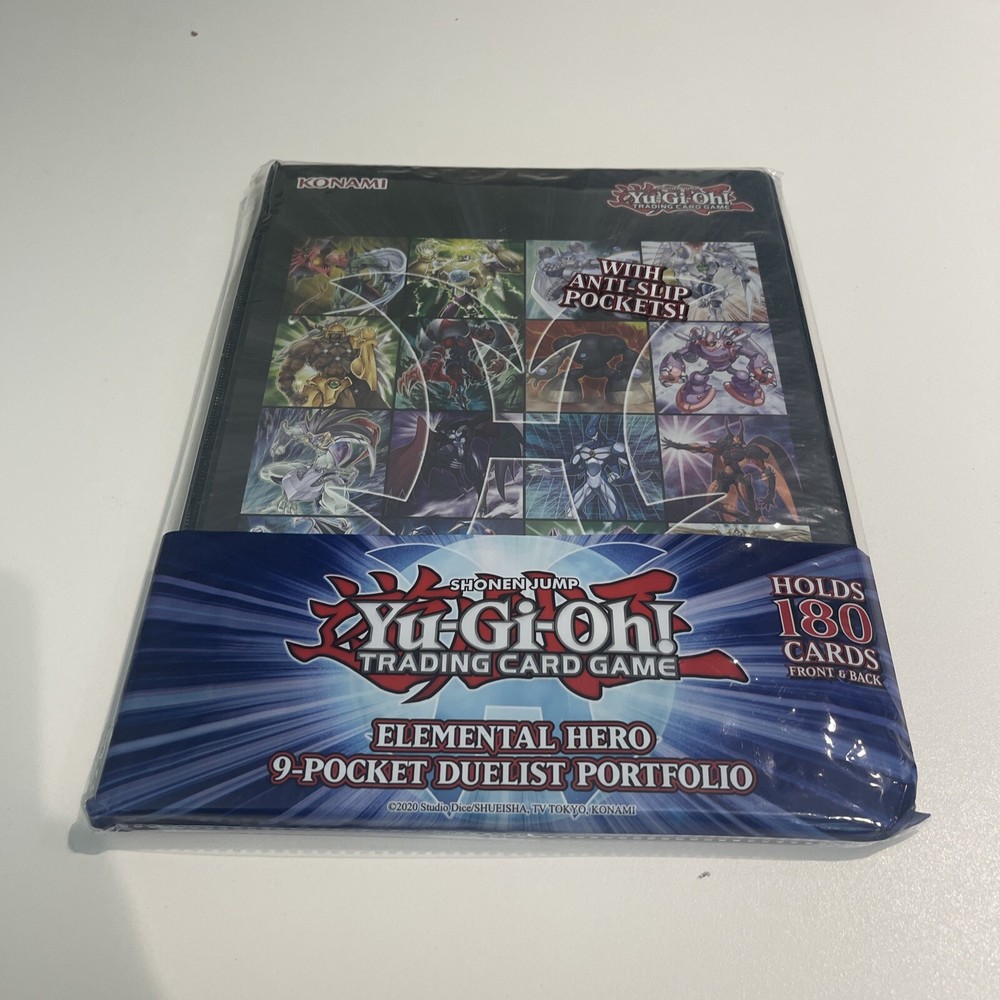 KONAMI
Yu-Gi-Oh!
TRADING CARD GAME
WITH
ANTI-SLIP
POCKETS!
SHONEN JUMP
Yu-Gi-Oh!
TRADING CARD GAME
HOLDS
180
CARDS
FRONT & BACK
ELEMENTAL HERO
9-POCKET DUELIST PORTFOLIO
©2020 Studio Dice/SHUEISHA, TV TOKYO, KONAMI